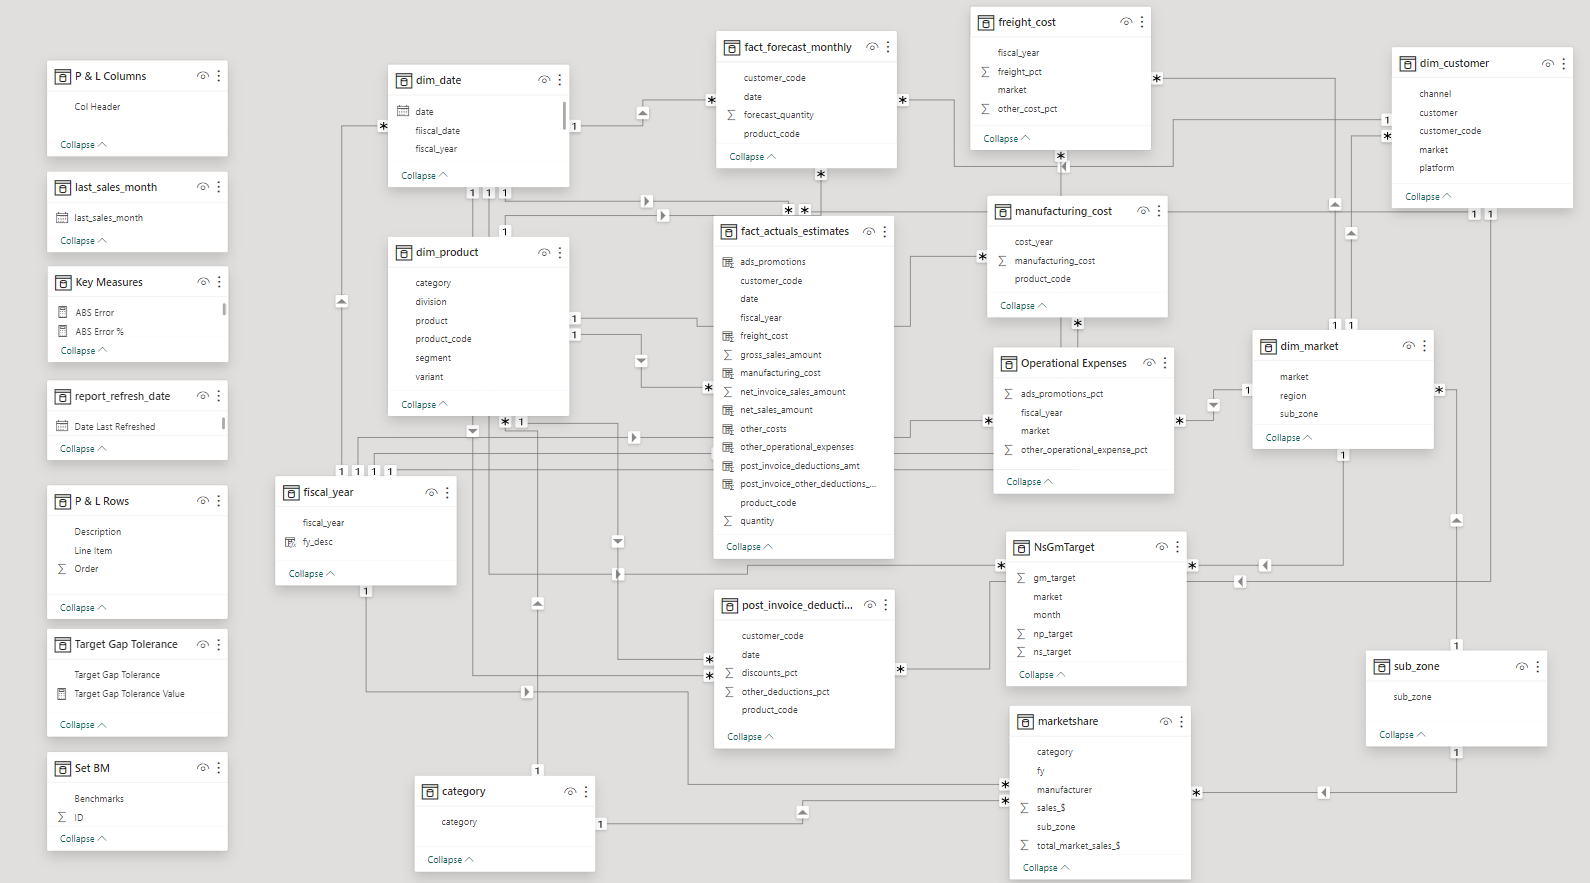 P & L Columns
Col Header
Collapse
last_sales_month
last_sales_month
Collapse
Key Measures
ABS Error
ABS Error %
Collapse
report_refresh_date
Date Last Refreshed
Collapse
P & L Rows
Description
Line Item
Order
Collapse
Target Gap Tolerance
Target Gap Tolerance
Target Gap Tolerance Value
Collapse
Set BM
Benchmarks
ID
Collapse
dim_date
date
fiiscal_date
fiscal_year
Collapse
dim_product
category
division
product
product_code
segment
variant
Collapse
fiscal_year
fiscal_year
fy_desc
Collapse
category
category
Collapse
fact_forecast_monthly
customer_code
date
forecast_quantity
product_code
Collapse
fact_actuals_estimates
ads_promotions
customer_code
date
fiscal_year
freight_cost
gross_sales_amount
manufacturing_cost
net_invoice_sales_amount
net_sales_amount
other_costs
other_operational_expenses
post_invoice_deductions_amt
post_invoice_other_deductions_...
product_code
quantity
Collapse
post_invoice_deducti...
customer_code
date
discounts_pct
other_deductions_pct
product_code
Collapse
freight_cost
fiscal_year
freight_pct
market
other_cost_pct
Collapse
manufacturing_cost
cost_year
manufacturing_cost
product_code
Collapse
Operational Expenses
ads_promotions_pct
fiscal_year
market
other_operational_expense_pct
Collapse
NsGmTarget
gm_target
market
month
np_target
ns_target
Collapse
marketshare
category
fy
manufacturer
sales_$
sub_zone
total_market_sales_$
Collapse
dim_customer
channel
customer
customer_code
market
platform
Collapse
dim_market
market
region
sub_zone
Collapse
sub_zone
sub_zone
Collapse